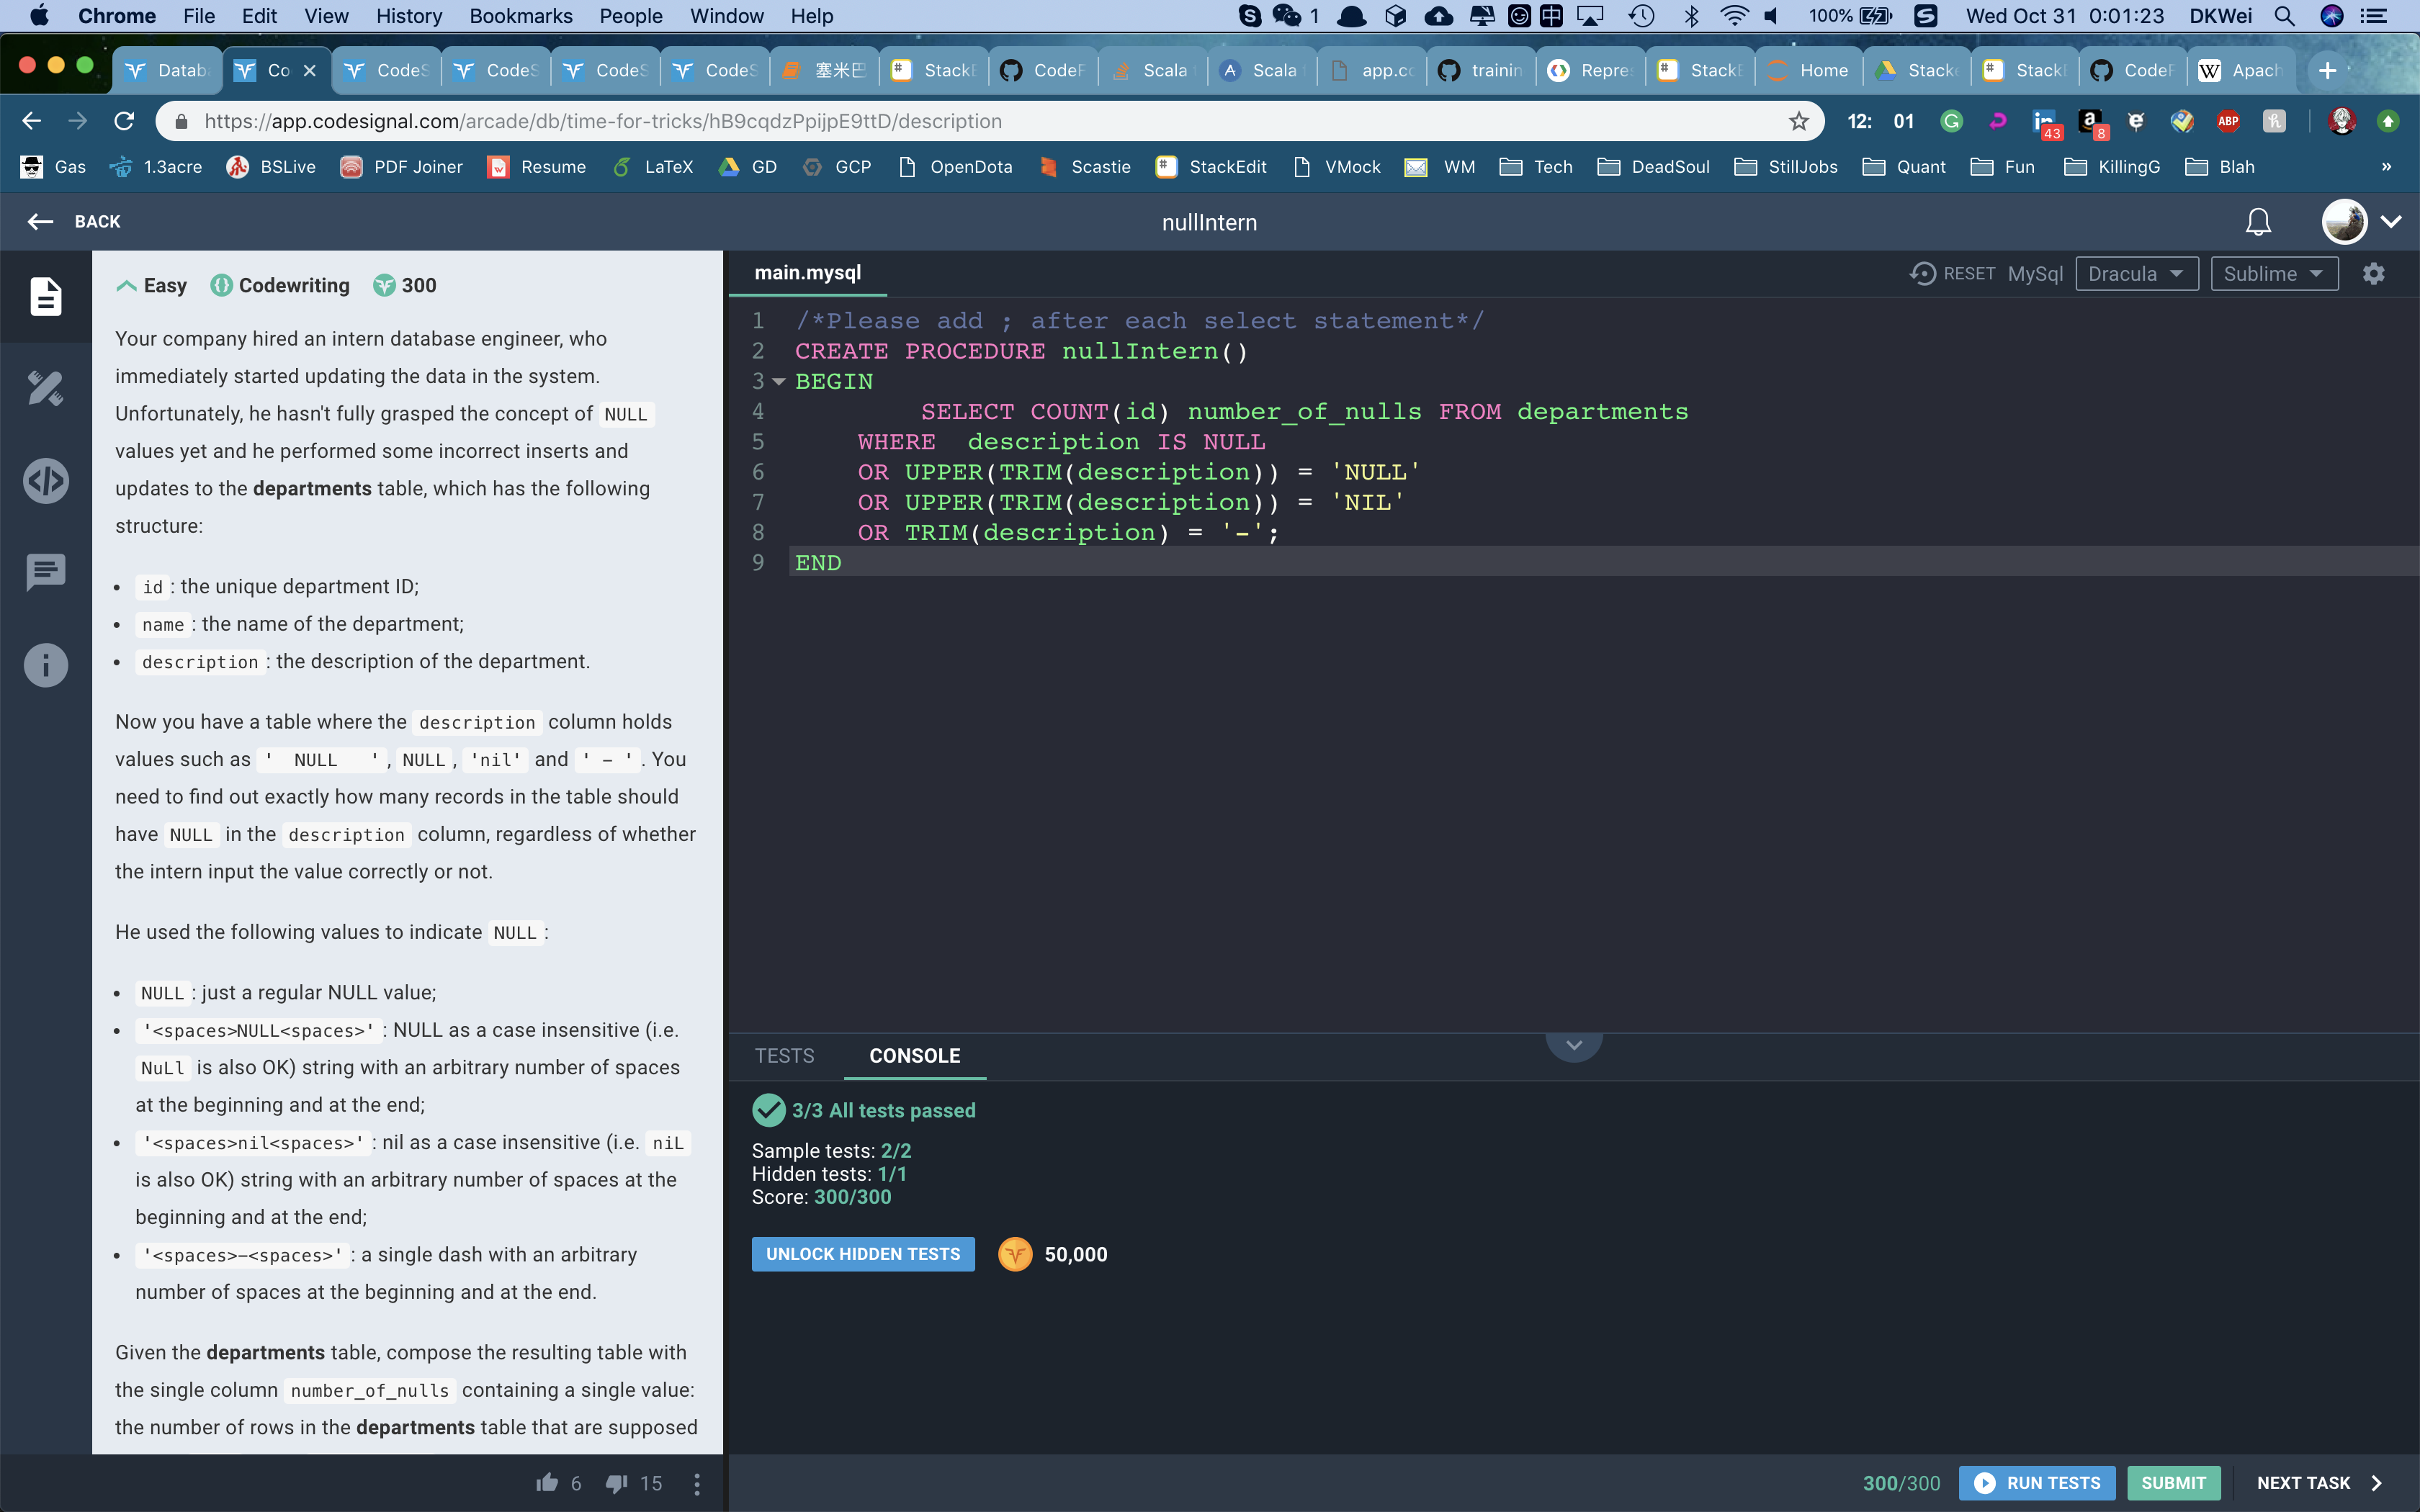 Chrome File Edit View History Bookmarks People Window Help 1 100% Wed Oct 31 0:01:23 DKWei
Datab Co CodeS CodeS CodeS CodeS 塞米巴 StackE CodeF Scala Scala app.co trainin Repres StackE Home Stacke StackE CodeF Apach
https://app.codesignal.com/arcade/db/time-for-tricks/hB9cqdzPpijpE9ttD/description 12: 01 43 8 ABP
Gas 1.3acre BSLive PDF Joiner Resume LaTeX GD GCP OpenDota Scastie StackEdit VMock WM Tech DeadSoul StillJobs Quant Fun KillingG Blah »
BACK nullIntern
Easy Codewriting 300
Your company hired an intern database engineer, who
immediately started updating the data in the system.
Unfortunately, he hasn't fully grasped the concept of NULL
values yet and he performed some incorrect inserts and
updates to the departments table, which has the following
structure:
• id : the unique department ID;
• name : the name of the department;
• description : the description of the department.
Now you have a table where the description column holds
values such as '  NULL   ' , NULL , 'nil' and ' - ' . You
need to find out exactly how many records in the table should
have NULL in the description column, regardless of whether
the intern input the value correctly or not.
He used the following values to indicate NULL :
• NULL : just a regular NULL value;
• '<spaces>NULL<spaces>' : NULL as a case insensitive (i.e.
NuLl is also OK) string with an arbitrary number of spaces
at the beginning and at the end;
• '<spaces>nil<spaces>' : nil as a case insensitive (i.e. niL
is also OK) string with an arbitrary number of spaces at the
beginning and at the end;
• '<spaces>-<spaces>' : a single dash with an arbitrary
number of spaces at the beginning and at the end.
Given the departments table, compose the resulting table with
the single column number_of_nulls containing a single value:
the number of rows in the departments table that are supposed
6 15
main.mysql RESET MySql Dracula Sublime
1 /*Please add ; after each select statement*/
2 CREATE PROCEDURE nullIntern()
3 BEGIN
4 SELECT COUNT(id) number_of_nulls FROM departments
5 WHERE  description IS NULL
6 OR UPPER(TRIM(description)) = 'NULL'
7 OR UPPER(TRIM(description)) = 'NIL'
8 OR TRIM(description) = '-';
9 END
TESTS CONSOLE
3/3 All tests passed
Sample tests: 2/2
Hidden tests: 1/1
Score: 300/300
UNLOCK HIDDEN TESTS 50,000
300/300 RUN TESTS SUBMIT NEXT TASK